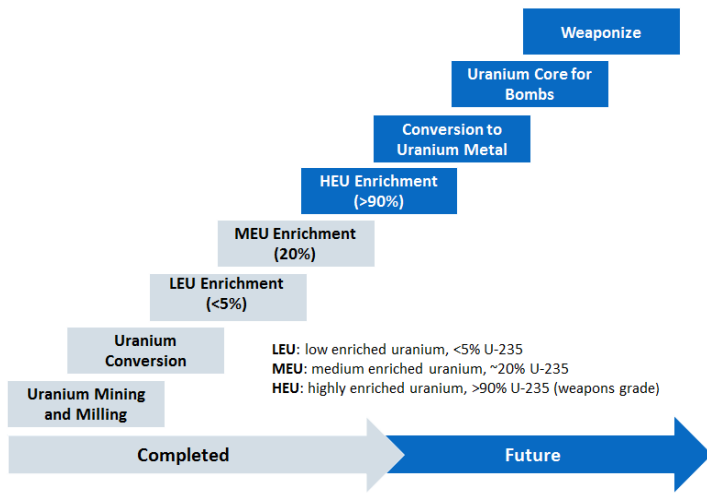 Weaponize
Uranium Core for
Bombs
Conversion to
Uranium Metal
HEU Enrichment
(>90%)
MEU Enrichment
(20%)
LEU Enrichment
(<5%)
Uranium
Conversion
Uranium Mining
and Milling
LEU: low enriched uranium, <5% U-235
MEU: medium enriched uranium, ~20% U-235
HEU: highly enriched uranium, >90% U-235 (weapons grade)
Completed
Future